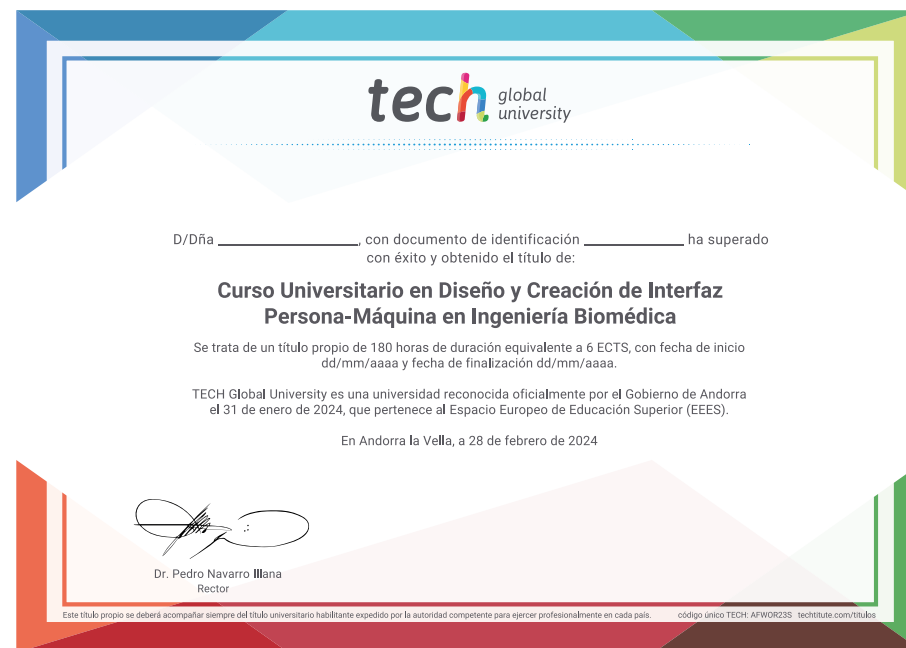 tech global university
D/Dña ____________________, con documento de identificación ______________ ha superado
con éxito y obtenido el título de:
Curso Universitario en Diseño y Creación de Interfaz
Persona-Máquina en Ingeniería Biomédica
Se trata de un título propio de 180 horas de duración equivalente a 6 ECTS, con fecha de inicio
dd/mm/aaaa y fecha de finalización dd/mm/aaaa.
TECH Global University es una universidad reconocida oficialmente por el Gobierno de Andorra
el 31 de enero de 2024, que pertenece al Espacio Europeo de Educación Superior (EEES).
En Andorra la Vella, a 28 de febrero de 2024
Dr. Pedro Navarro Illana
Rector
Este título propio se deberá acompañar siempre del título universitario habilitante expedido por la autoridad competente para ejercer profesionalmente en cada país. código único TECH: AFWOR23S techtitute.com/titulos